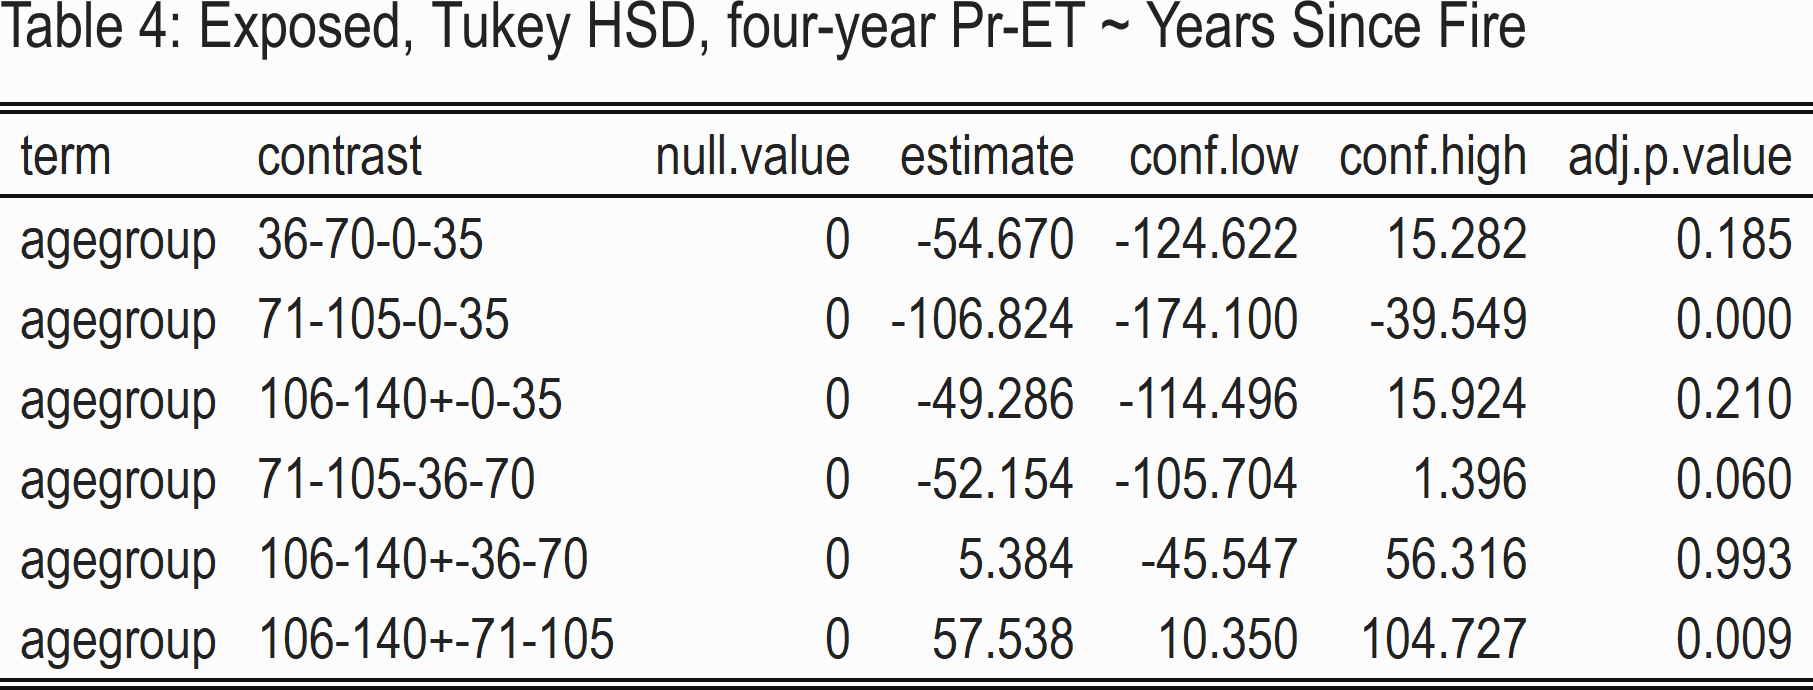 Table 4: Exposed, Tukey HSD, four-year Pr-ET ~ Years Since Fire
term contrast null.value estimate conf.low conf.high adj.p.value
agegroup 36-70-0-35 0 -54.670 -124.622 15.282 0.185
agegroup 71-105-0-35 0 -106.824 -174.100 -39.549 0.000
agegroup 106-140+-0-35 0 -49.286 -114.496 15.924 0.210
agegroup 71-105-36-70 0 -52.154 -105.704 1.396 0.060
agegroup 106-140+-36-70 0 5.384 -45.547 56.316 0.993
agegroup 106-140+-71-105 0 57.538 10.350 104.727 0.009